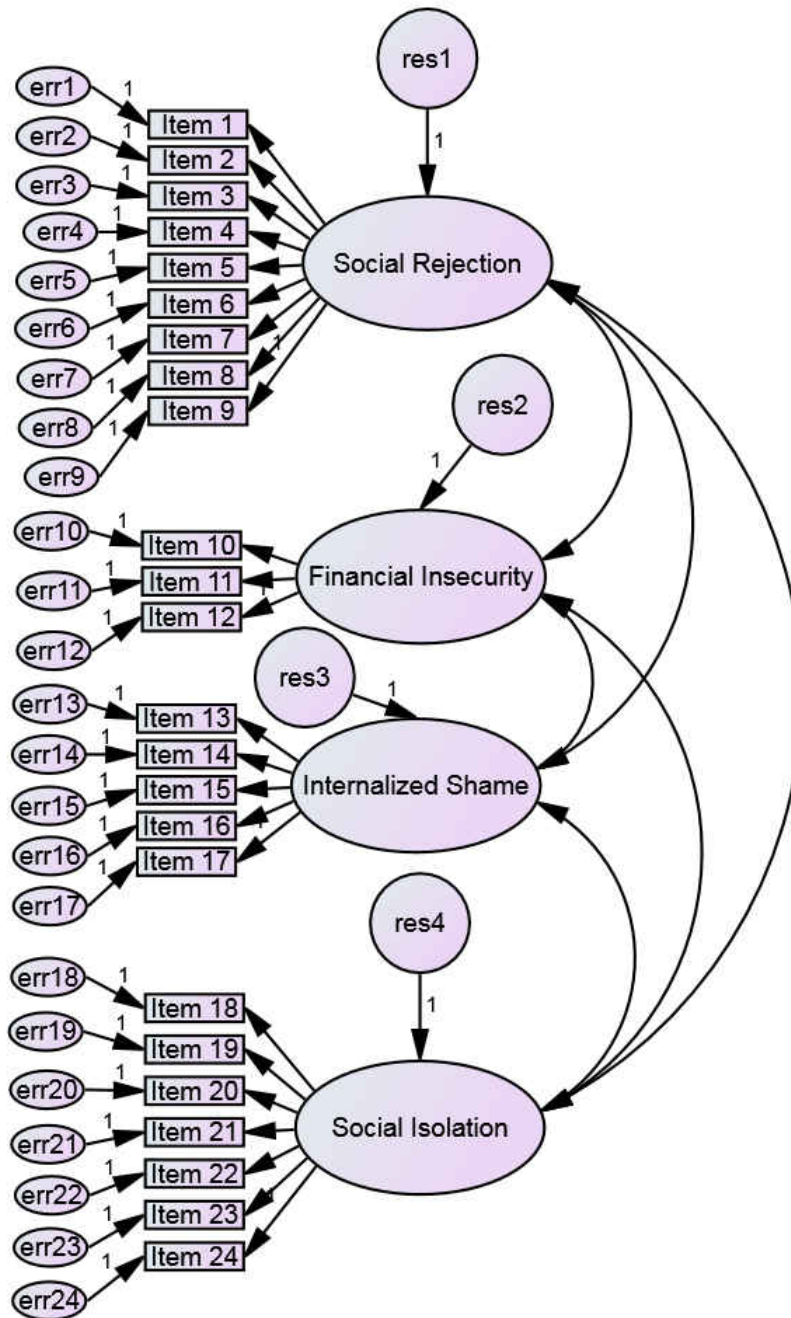 res1
1
err1
1
Item 1
err2
1
Item 2
err3
1
Item 3
err4
1
Item 4
err5
1
Item 5
err6
1
Item 6
err7
1
Item 7
1
err8
1
Item 8
err9
1
Item 9
Social Rejection
res2
1
err10
1
Item 10
err11
1
Item 11
err12
1
Item 12
1
Financial Insecurity
res3
1
err13
1
Item 13
err14
1
Item 14
err15
1
Item 15
err16
1
Item 16
1
err17
1
Item 17
Internalized Shame
res4
1
err18
1
Item 18
err19
1
Item 19
err20
1
Item 20
err21
1
Item 21
err22
1
Item 22
err23
1
Item 23
1
err24
1
Item 24
Social Isolation